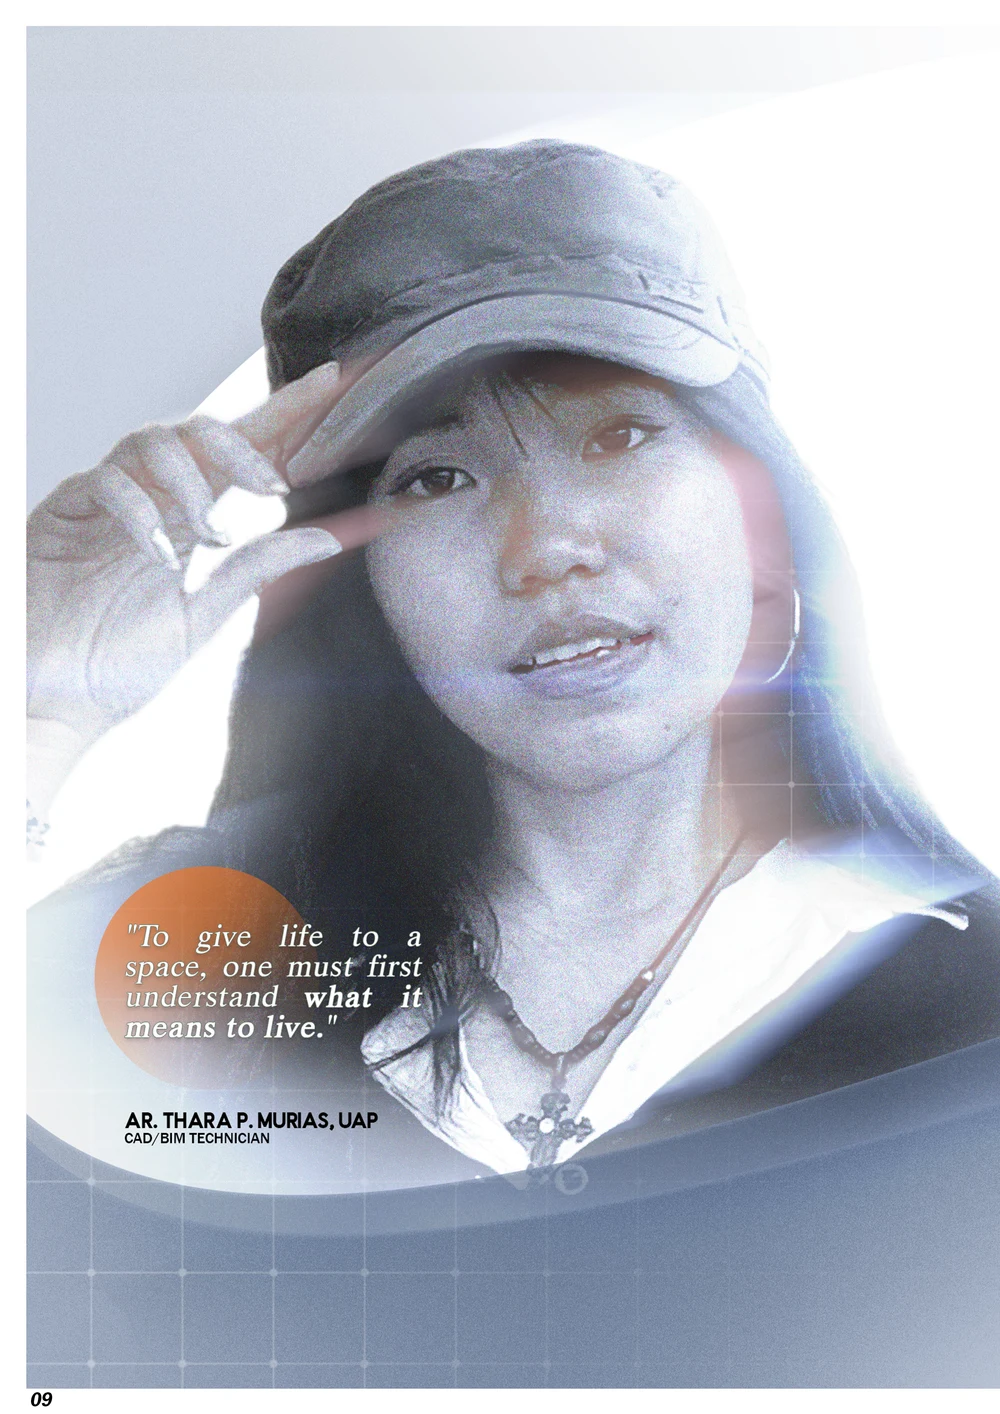 "To give life to a
space, one must first
understand what it
means to live."
AR. THARA P. MURIAS, UAP
CAD/BIM TECHNICIAN
09